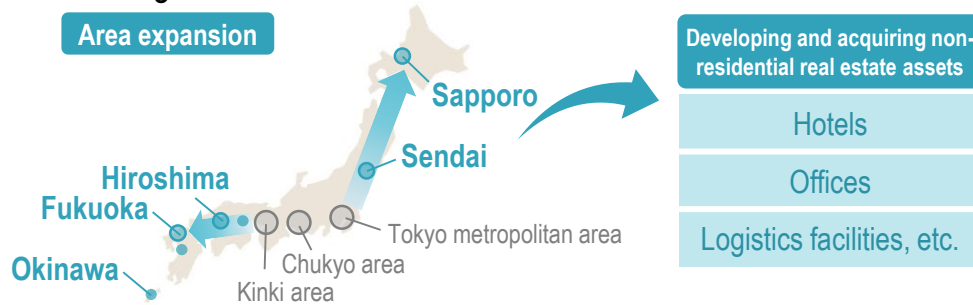 Area expansion
Sapporo
Sendai
Hiroshima
Fukuoka
Okinawa
Tokyo metropolitan area
Chukyo area
Kinki area
Developing and acquiring non-
residential real estate assets
Hotels
Offices
Logistics facilities, etc.